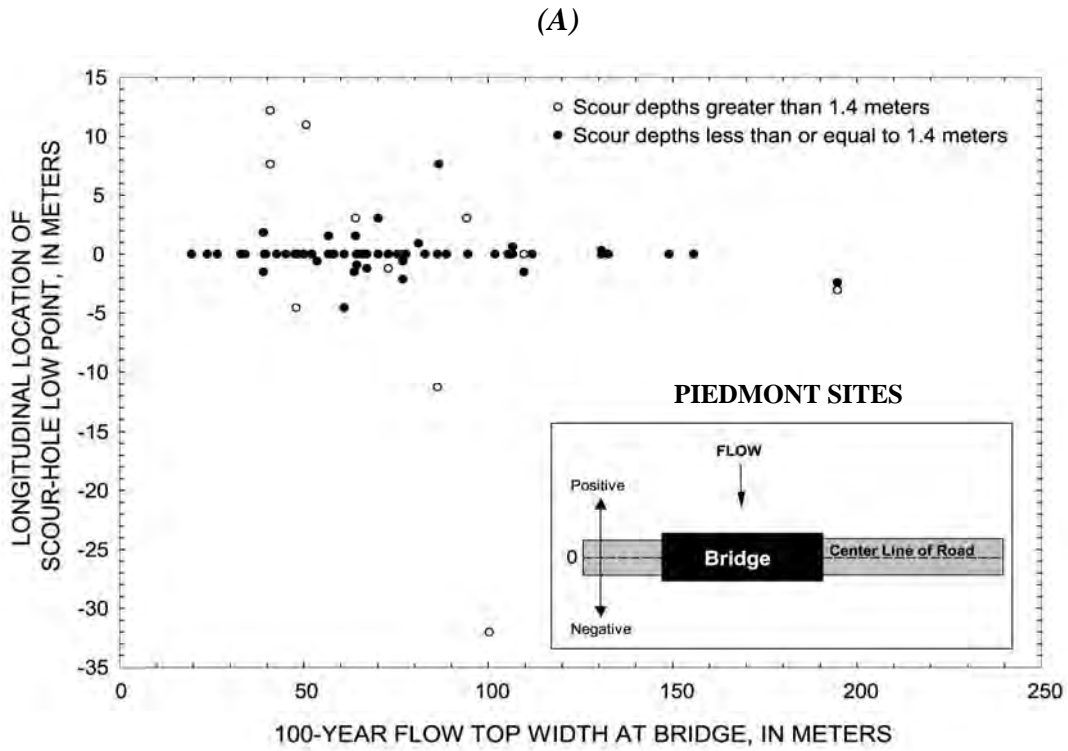 (A)
15
10
5
0
-5
-10
-15
-20
-25
-30
-35
0
50
100
150
200
250
LONGITUDINAL LOCATION OF
SCOUR-HOLE LOW POINT, IN METERS
100-YEAR FLOW TOP WIDTH AT BRIDGE, IN METERS
Scour depths greater than 1.4 meters
Scour depths less than or equal to 1.4 meters
PIEDMONT SITES
FLOW
Positive
0
Bridge
Center Line of Road
Negative